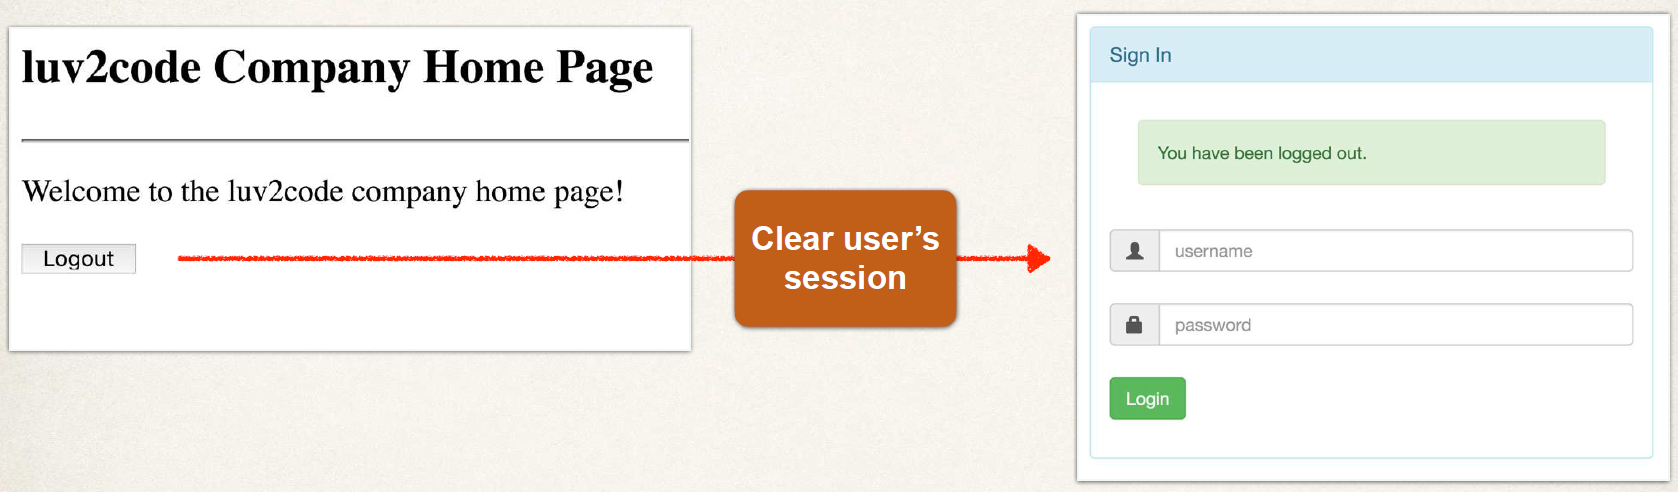 luv2code Company Home Page
Welcome to the luv2code company home page!
Logout
Clear user’s
session
Sign In
You have been logged out.
username
password
Login